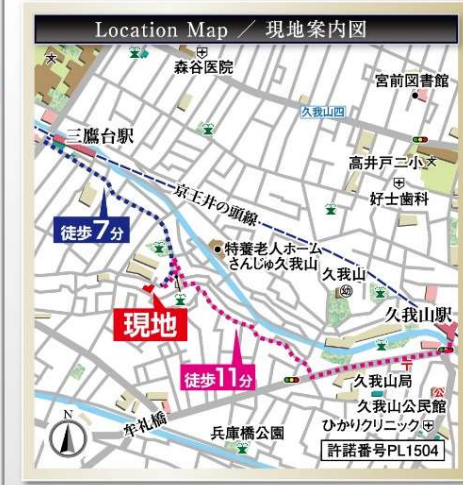 Location Map ／ 現地案内図
森谷医院
宮前図書館
久我山四
三鷹台駅
高井戸二小
好士歯科
京王井の頭線
徒歩7分
特養老人ホーム
さんじゅ久我山
久我山
幼
久我山駅
現地
徒歩11分
久我山局
公
久我山公民館
牟礼橋
ひかりクリニック
兵庫橋公園
N
許諾番号PL1504